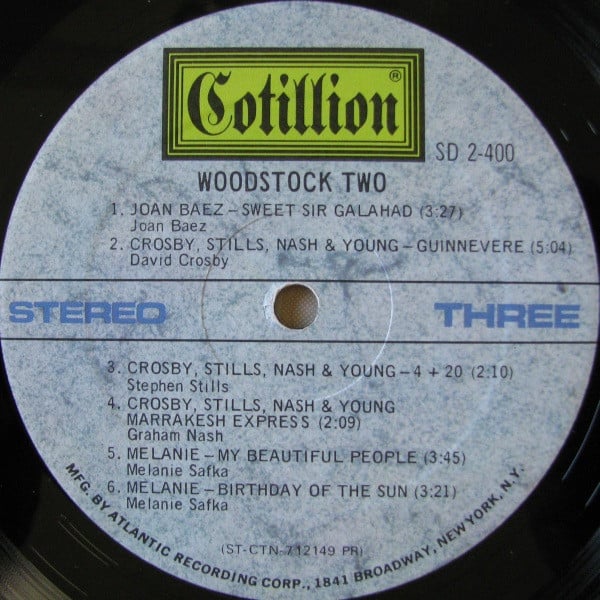 Cotillion®
SD 2-400
WOODSTOCK TWO
1. JOAN BAEZ – SWEET SIR GALAHAD (3:27)
Joan Baez
2. CROSBY, STILLS, NASH & YOUNG – GUINNEVERE (5:04)
David Crosby
STEREO THREE
3. CROSBY, STILLS, NASH & YOUNG – 4 + 20 (2:10)
Stephen Stills
4. CROSBY, STILLS, NASH & YOUNG
MARRAKESH EXPRESS (2:09)
Graham Nash
5. MELANIE – MY BEAUTIFUL PEOPLE (3:45)
Melanie Safka
6. MELANIE – BIRTHDAY OF THE SUN (3:21)
Melanie Safka
(ST-CTN-712149 PR)
MFG. BY ATLANTIC RECORDING CORP., 1841 BROADWAY, NEW YORK, N.Y.